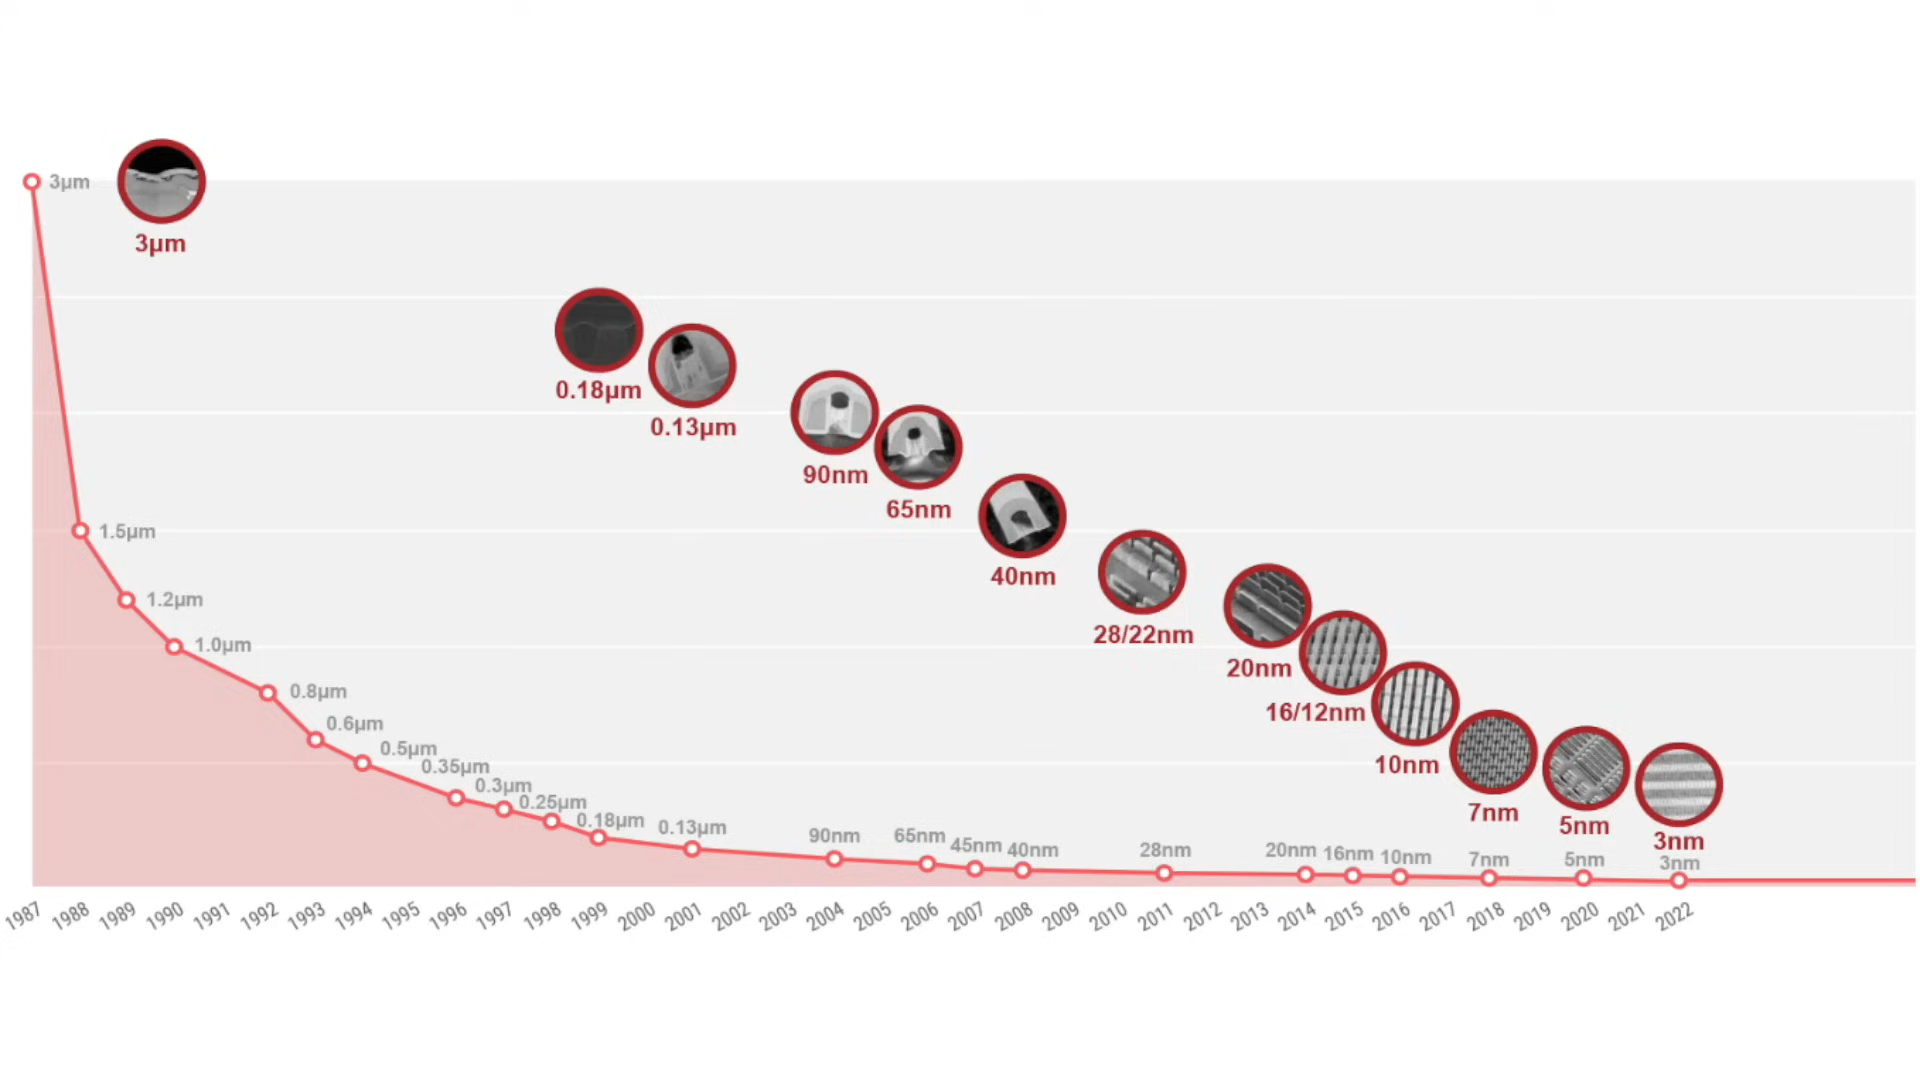 3µm
3µm
0.18µm
0.13µm
90nm
65nm
40nm
28/22nm
20nm
16/12nm
10nm
7nm
5nm
3nm
1.5µm
1.2µm
1.0µm
0.8µm
0.6µm
0.5µm
0.35µm
0.3µm
0.25µm
0.18µm
0.13µm
90nm
65nm
45nm
40nm
28nm
20nm
16nm
10nm
7nm
5nm
3nm
1987 1988 1989 1990 1991 1992 1993 1994 1995 1996 1997 1998 1999 2000 2001 2002 2003 2004 2005 2006 2007 2008 2009 2010 2011 2012 2013 2014 2015 2016 2017 2018 2019 2020 2021 2022